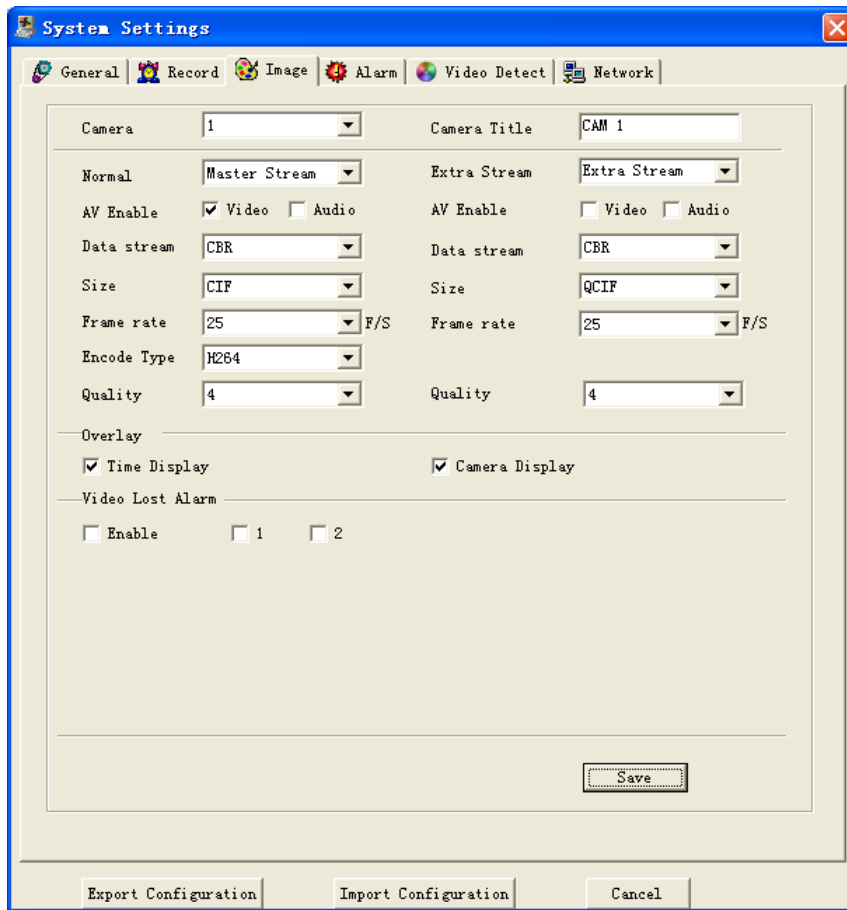 System Settings
General Record Image Alarm Video Detect Network
Camera 1 Camera Title CAM 1
Normal Master Stream Extra Stream Extra Stream
AV Enable Video Audio AV Enable Video Audio
Data stream CBR Data stream CBR
Size CIF Size QCIF
Frame rate 25 F/S Frame rate 25 F/S
Encode Type H264
Quality 4 Quality 4
Overlay
Time Display Camera Display
Video Lost Alarm
Enable 1 2
Save
Export Configuration Import Configuration Cancel